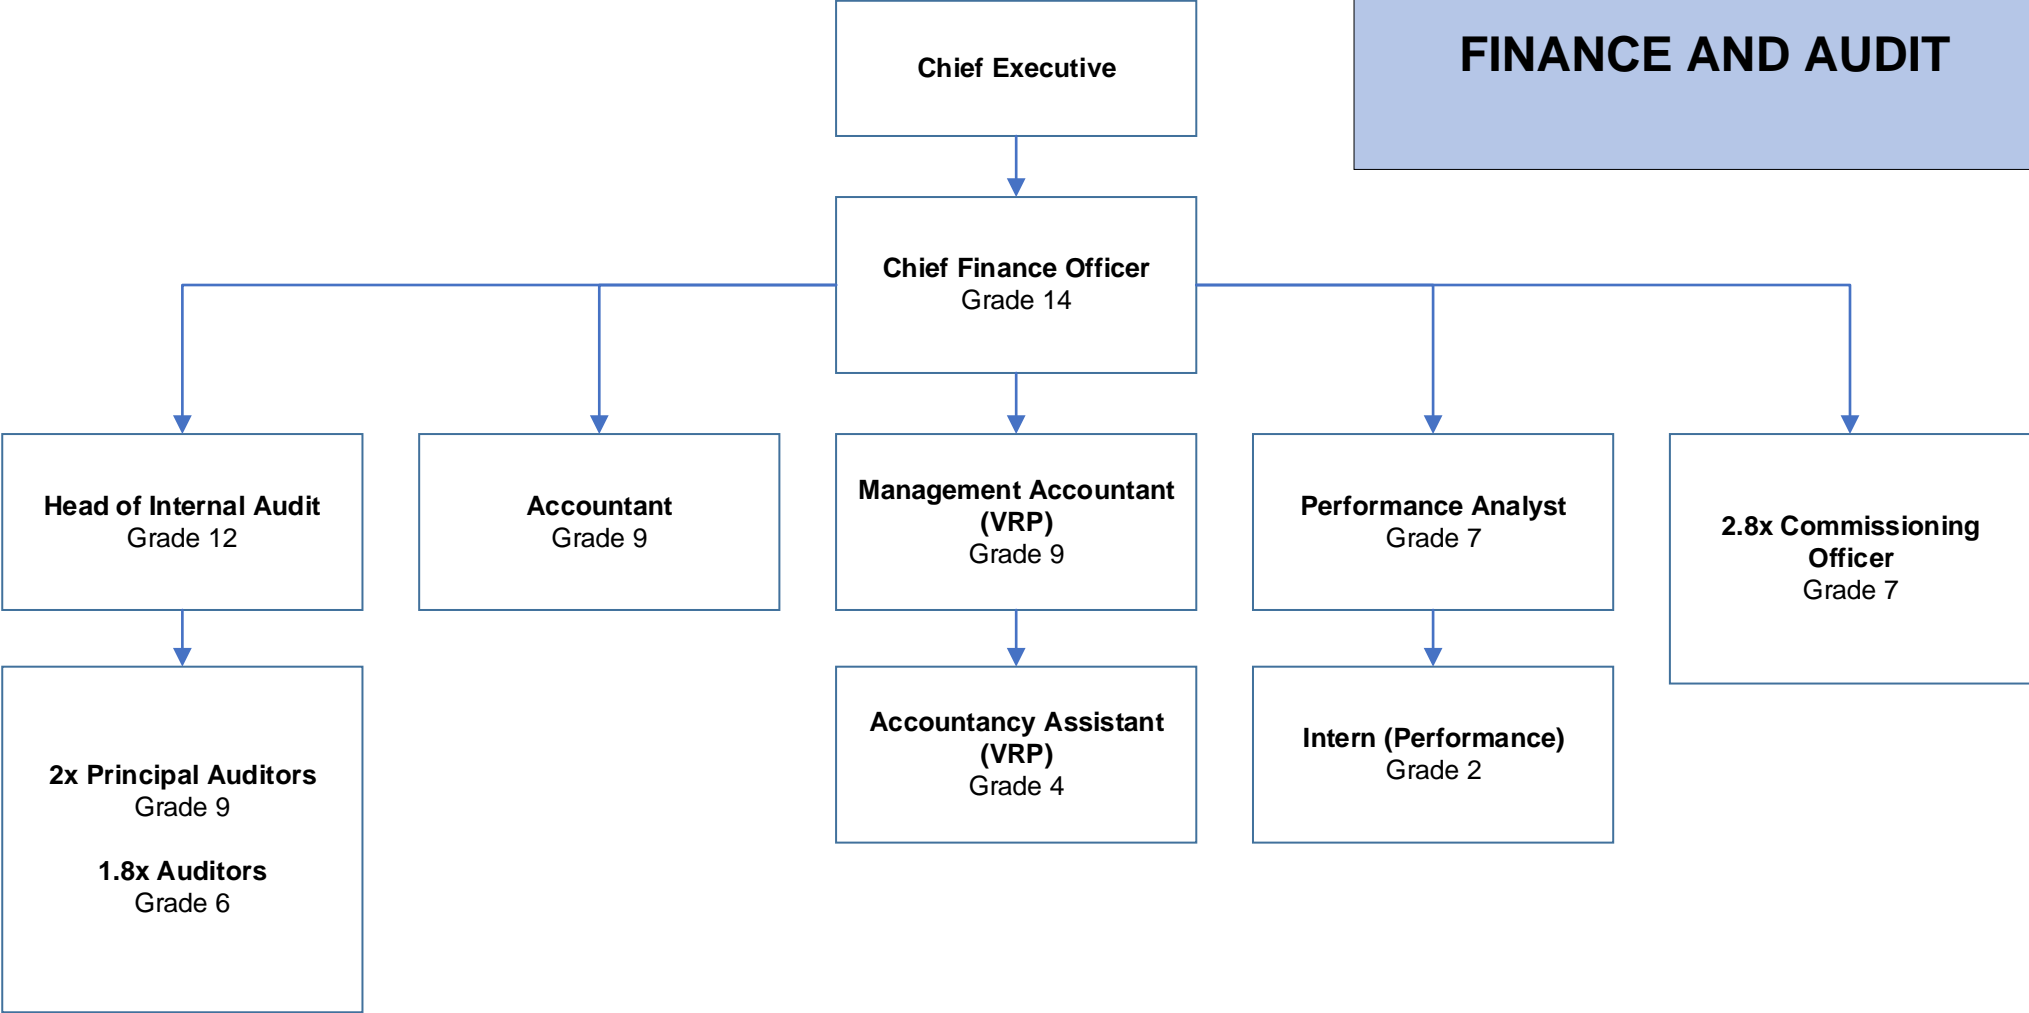 Chief Executive
FINANCE AND AUDIT
Chief Finance Officer
Grade 14
Head of Internal Audit
Grade 12
Accountant
Grade 9
Management Accountant
(VRP)
Grade 9
Performance Analyst
Grade 7
2.8x Commissioning
Officer
Grade 7
2x Principal Auditors
Grade 9
1.8x Auditors
Grade 6
Accountancy Assistant
(VRP)
Grade 4
Intern (Performance)
Grade 2